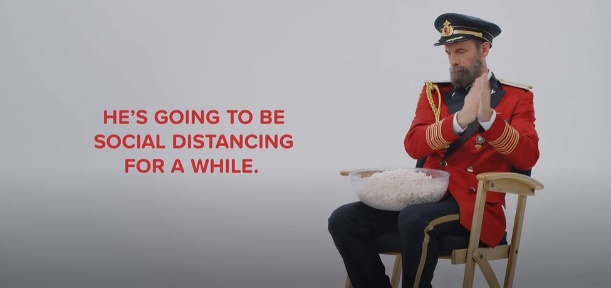 HE'S GOING TO BE
SOCIAL DISTANCING
FOR A WHILE.